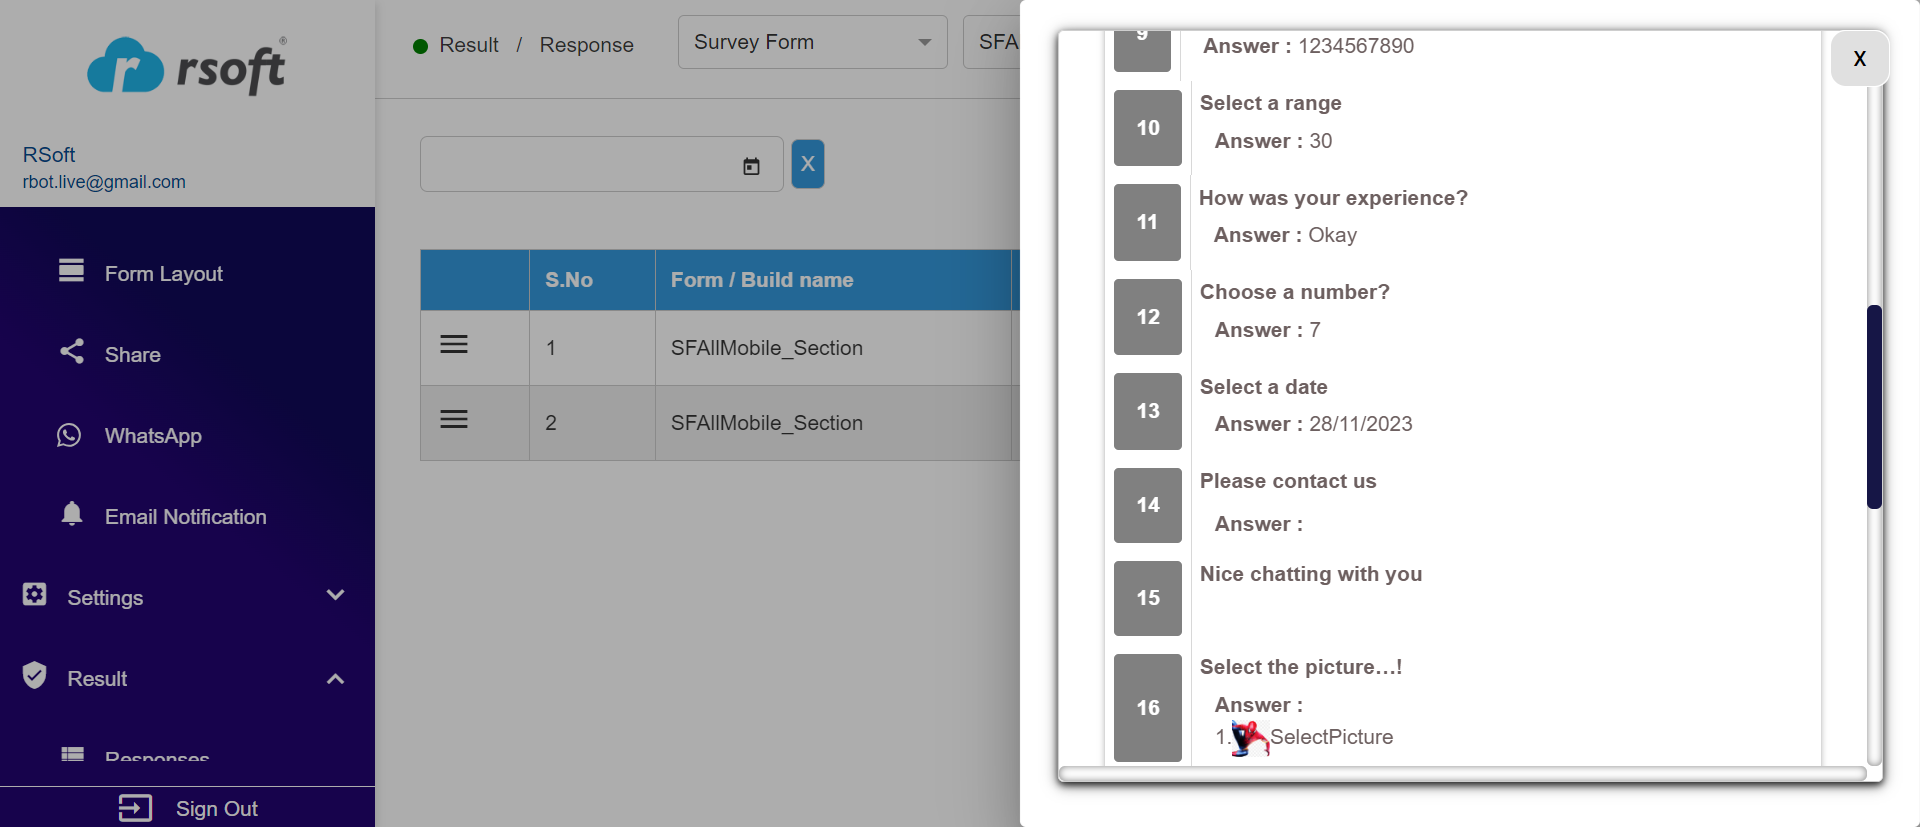 rsoft®
RSoft
rbot.live@gmail.com
Form Layout
Share
WhatsApp
Email Notification
Settings
Result
Responses
Sign Out
Result / Response
Survey Form
SFA
X
S.No Form / Build name
1 SFAllMobile_Section
2 SFAllMobile_Section
X
9 Answer : 1234567890
10 Select a range
Answer : 30
11 How was your experience?
Answer : Okay
12 Choose a number?
Answer : 7
13 Select a date
Answer : 28/11/2023
14 Please contact us
Answer :
15 Nice chatting with you
16 Select the picture...!
Answer :
1. SelectPicture